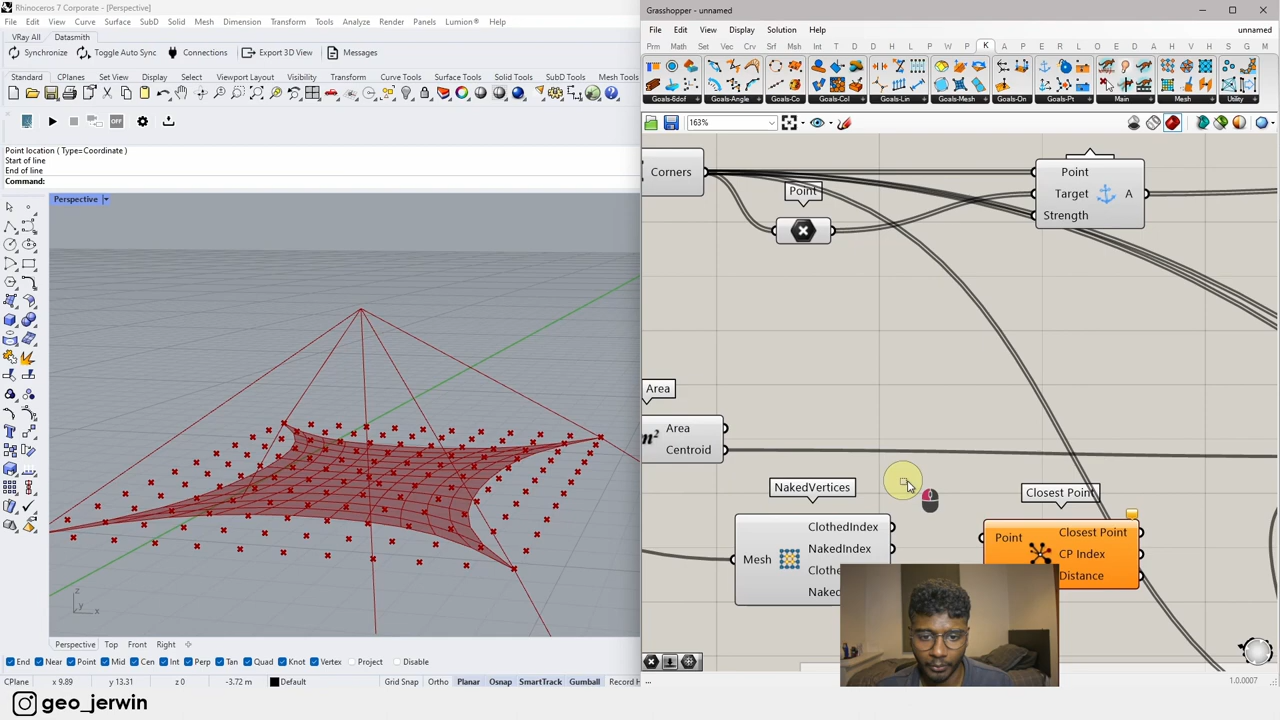 Rhinoceros 7 Corporate - [Perspective]
File Edit View Curve Surface SubD Solid Mesh Dimension Transform Tools Analyze Render Panels Lumion® Help
VRay All Datasmith
Synchronize Toggle Auto Sync Connections Export 3D View Messages
Standard CPlanes Set View Display Select Viewport Layout Visibility Transform Curve Tools Surface Tools Solid Tools SubD Tools Mesh Tools
Point location ( Type=Coordinate )
Start of line
End of line
Command:
Perspective
z
y
x
Perspective Top Front Right
End Near Point Mid Cen Int Perp Tan Quad Knot Vertex Project Disable
CPlane x 9.89 y 13.31 z 0 -3.72 m Default Grid Snap Ortho Planar Osnap SmartTrack Gumball Record H
geo_jerwin
Grasshopper - unnamed
File Edit View Display Solution Help unnamed
Prm Math Set Vec Crv Srf Mah Int T D H N R L P W P L D K A P E R U T D A S G M
Goals-6dof Goals-Angle Goals-Co Goals-Col Goals-Lin Goals-Mesh Goals-On Goals-Pt Main Mesh Utility
163%
Corners
Point
Point
Target
Strength
A
Area
m²
Area
Centroid
NakedVertices
Mesh
ClothedIndex
NakedIndex
Clothe
Naked
Closest Point
Point
Closest Point
CP Index
Distance
...
1.0.0007